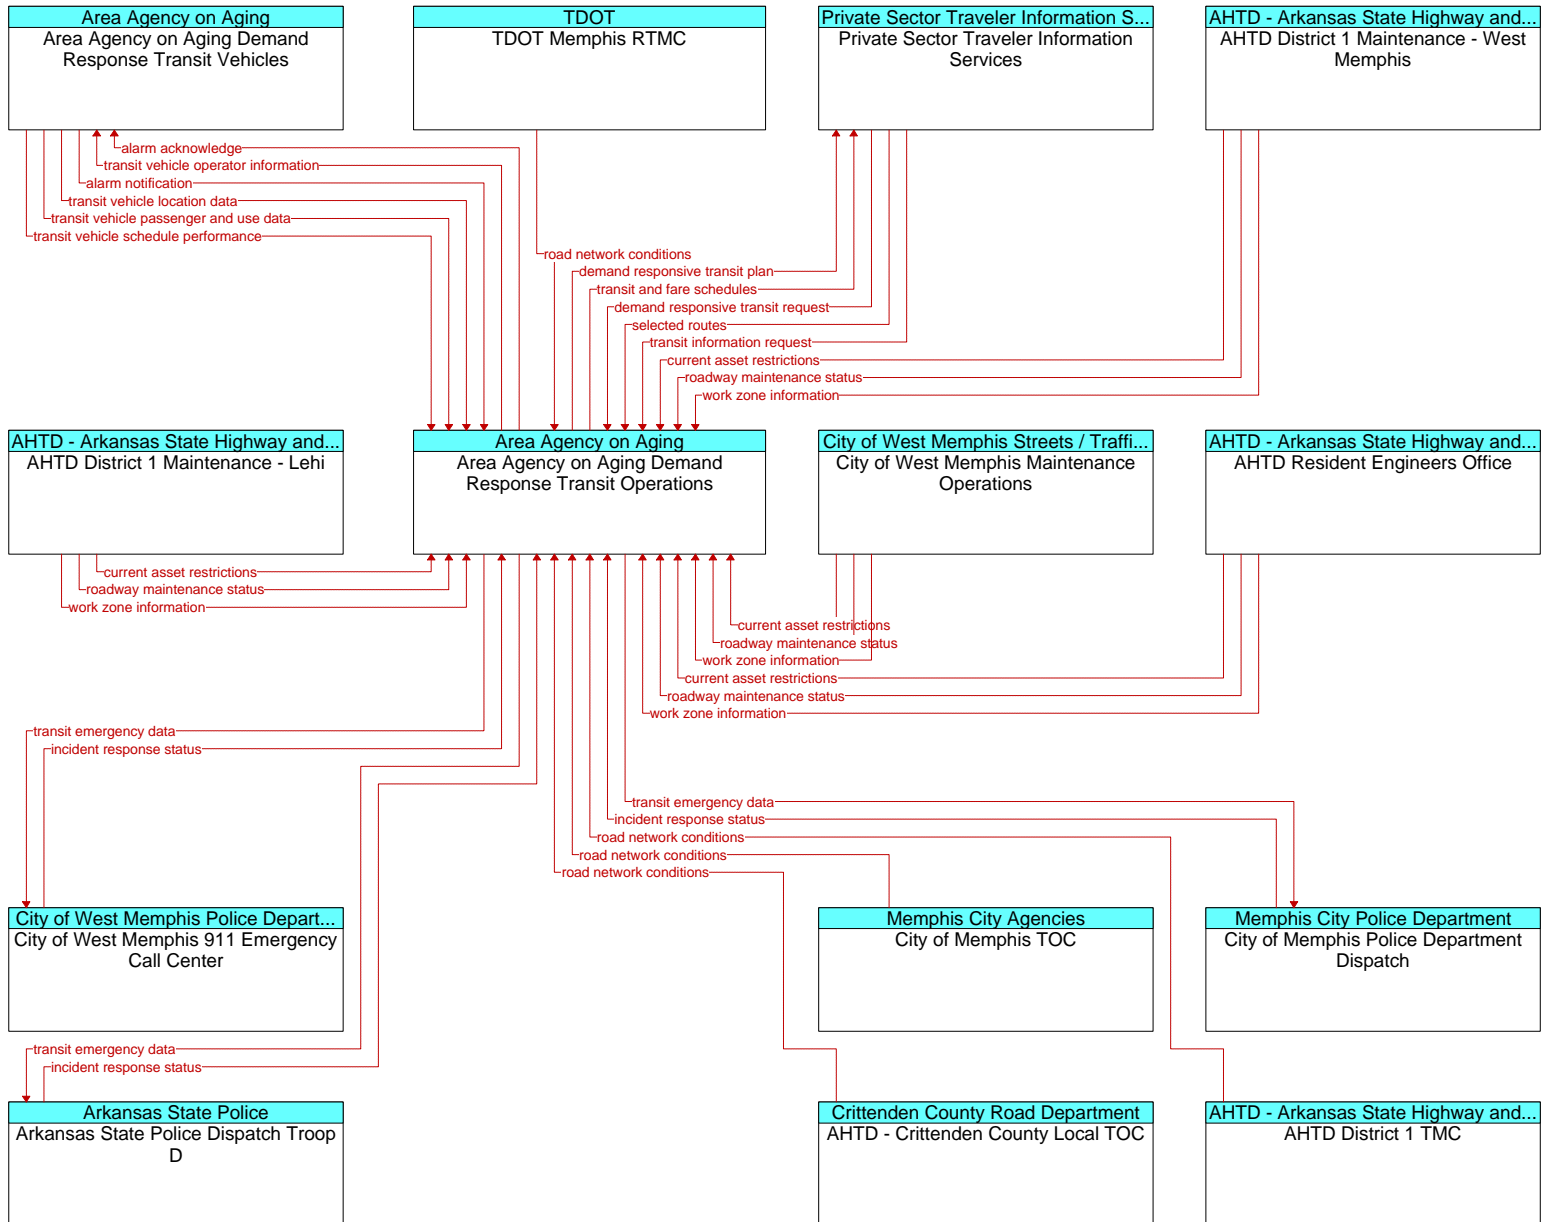 Area Agency on Aging
Area Agency on Aging Demand
Response Transit Vehicles
TDOT
TDOT Memphis RTMC
Private Sector Traveler Information S...
Private Sector Traveler Information
Services
AHTD - Arkansas State Highway and...
AHTD District 1 Maintenance - West
Memphis
alarm acknowledge
transit vehicle operator information
alarm notification
transit vehicle location data
transit vehicle passenger and use data
transit vehicle schedule performance
road network conditions
demand responsive transit plan
transit and fare schedules
demand responsive transit request
selected routes
transit information request
current asset restrictions
roadway maintenance status
work zone information
AHTD - Arkansas State Highway and...
AHTD District 1 Maintenance - Lehi
Area Agency on Aging
Area Agency on Aging Demand
Response Transit Operations
City of West Memphis Streets / Traffi...
City of West Memphis Maintenance
Operations
AHTD - Arkansas State Highway and...
AHTD Resident Engineers Office
current asset restrictions
roadway maintenance status
work zone information
current asset restrictions
roadway maintenance status
work zone information
current asset restrictions
roadway maintenance status
work zone information
transit emergency data
incident response status
transit emergency data
incident response status
road network conditions
road network conditions
road network conditions
City of West Memphis Police Depart...
City of West Memphis 911 Emergency
Call Center
Memphis City Agencies
City of Memphis TOC
Memphis City Police Department
City of Memphis Police Department
Dispatch
transit emergency data
incident response status
Arkansas State Police
Arkansas State Police Dispatch Troop
D
Crittenden County Road Department
AHTD - Crittenden County Local TOC
AHTD - Arkansas State Highway and...
AHTD District 1 TMC